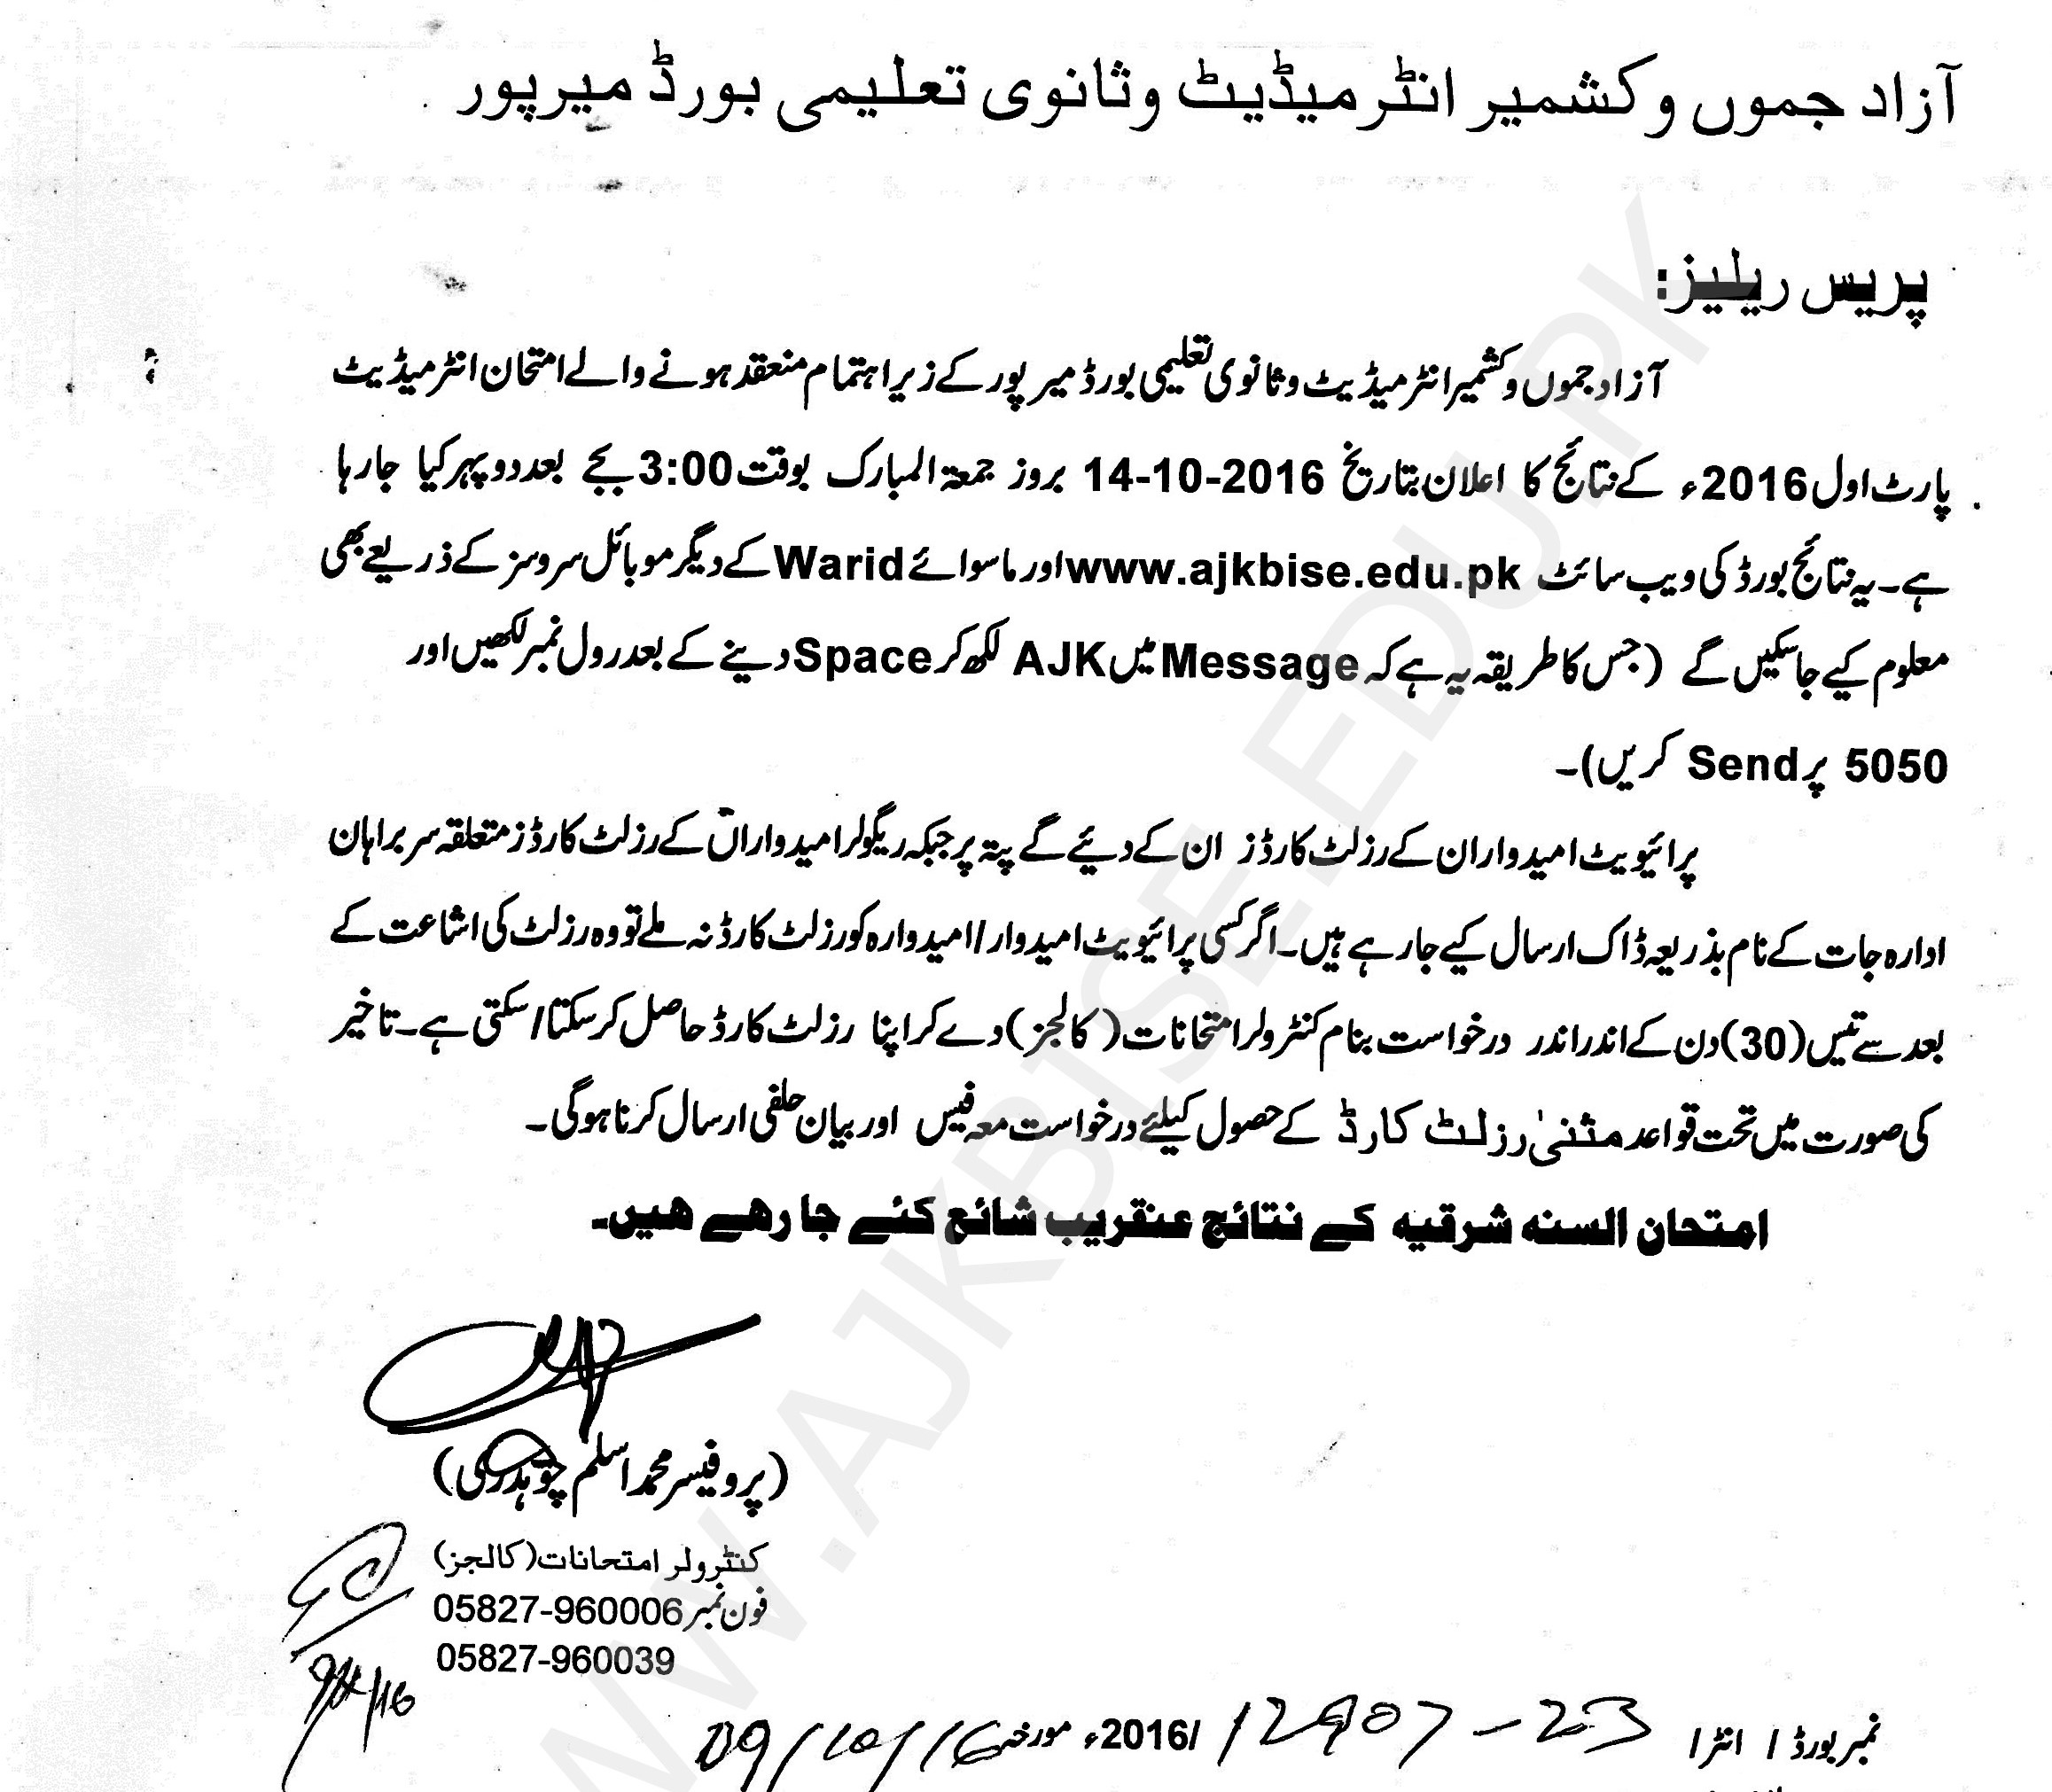 آزاد جموں وکشمیر انٹرمیڈیٹ وثانوی تعلیمی بورڈ میرپور
پریس ریلیز:
آزاد جموں وکشمیر انٹرمیڈیٹ وثانوی تعلیمی بورڈ میرپور کے زیر اہتمام منعقد ہونے والے امتحان انٹرمیڈیٹ
پارٹ اول 2016ء کے نتائج کا اعلان بتاریخ 14-10-2016 بروز جمعۃ المبارک بوقت 3:00 بجے بعد دوپہر کیا جا رہا
ہے۔ یہ نتائج بورڈ کی ویب سائٹ www.ajkbise.edu.pk اور ماسوائے Warid کے دیگر موبائل سروسز کے ذریعے بھی
معلوم کیے جاسکیں گے (جس کا طریقہ یہ ہے کہ Message میں AJK لکھ کر Space دینے کے بعد رول نمبر لکھیں اور
5050 پر Send کریں)۔
پرائیویٹ امیدواران کے رزلٹ کارڈز ان کے دیئے گے پتہ پر جبکہ ریگولر امیدواراں کے رزلٹ کارڈز متعلقہ سربراہان
ادارہ جات کے نام بذریعہ ڈاک ارسال کیے جا رہے ہیں۔ اگر کسی پرائیویٹ امیدوار/امیدوارہ کو رزلٹ کارڈ نہ ملے تو وہ رزلٹ کی اشاعت کے
بعد سے تیس (30) دن کے اندر اندر درخواست بنام کنٹرولر امتحانات (کالجز) دے کر اپنا رزلٹ کارڈ حاصل کر سکتا/سکتی ہے۔ تاخیر
کی صورت میں تحت قواعد مثنیٰ رزلٹ کارڈ کے حصول کیلئے درخواست معہ فیس اور بیان حلفی ارسال کرنا ہوگی۔
امتحان السنہ شرقیہ کے نتائج عنقریب شائع کئے جا رہے ھیں۔
(پروفیسر محمد اسلم چوہدری)
کنٹرولر امتحانات (کالجز)
فون نمبر 05827-960006
05827-960039
نمبر بورڈ / انٹر / 12907-23 /2016ء مورخہ 09/10/16
WW.AJKBISE.EDU.PK